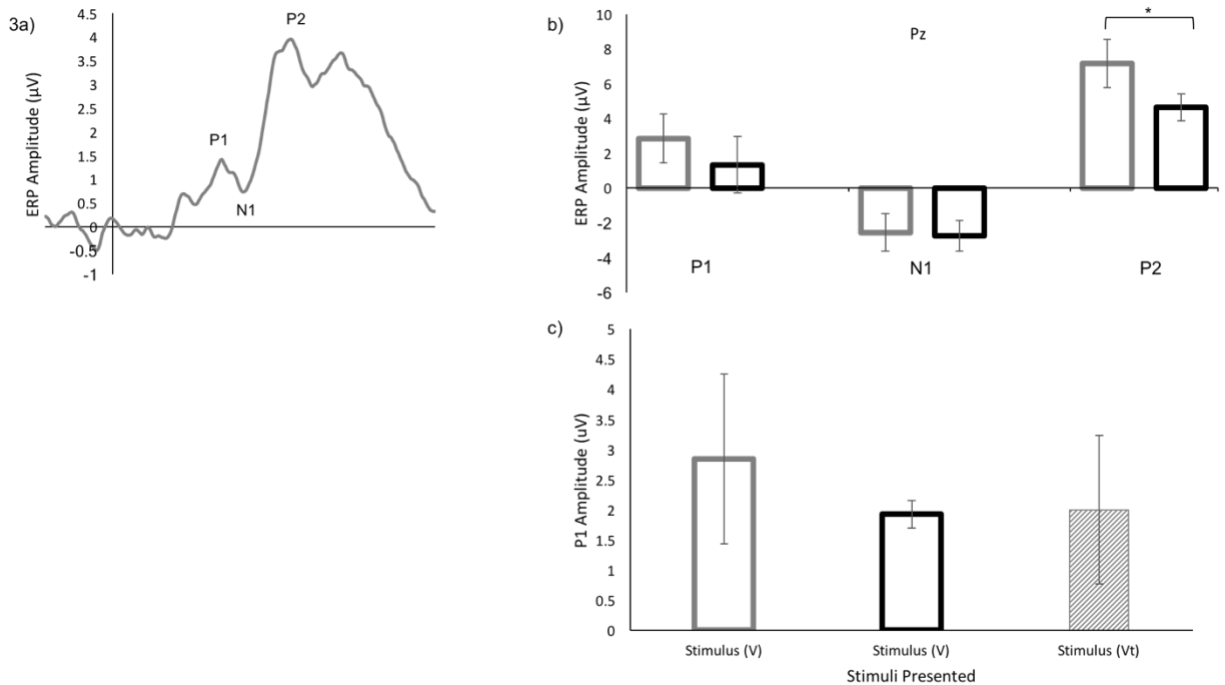 3a)
4.5
4
3.5
3
2.5
2
1.5
1
0.5
0
-0.5
-1
ERP Amplitude (µV)
P1
N1
P2
b)
10
8
6
4
2
0
-2
-4
-6
ERP Amplitude (µV)
Pz
*
P1
N1
P2
c)
5
4.5
4
3.5
3
2.5
2
1.5
1
0.5
0
P1 Amplitude (uV)
Stimulus (V)
Stimulus (V)
Stimulus (Vt)
Stimuli Presented